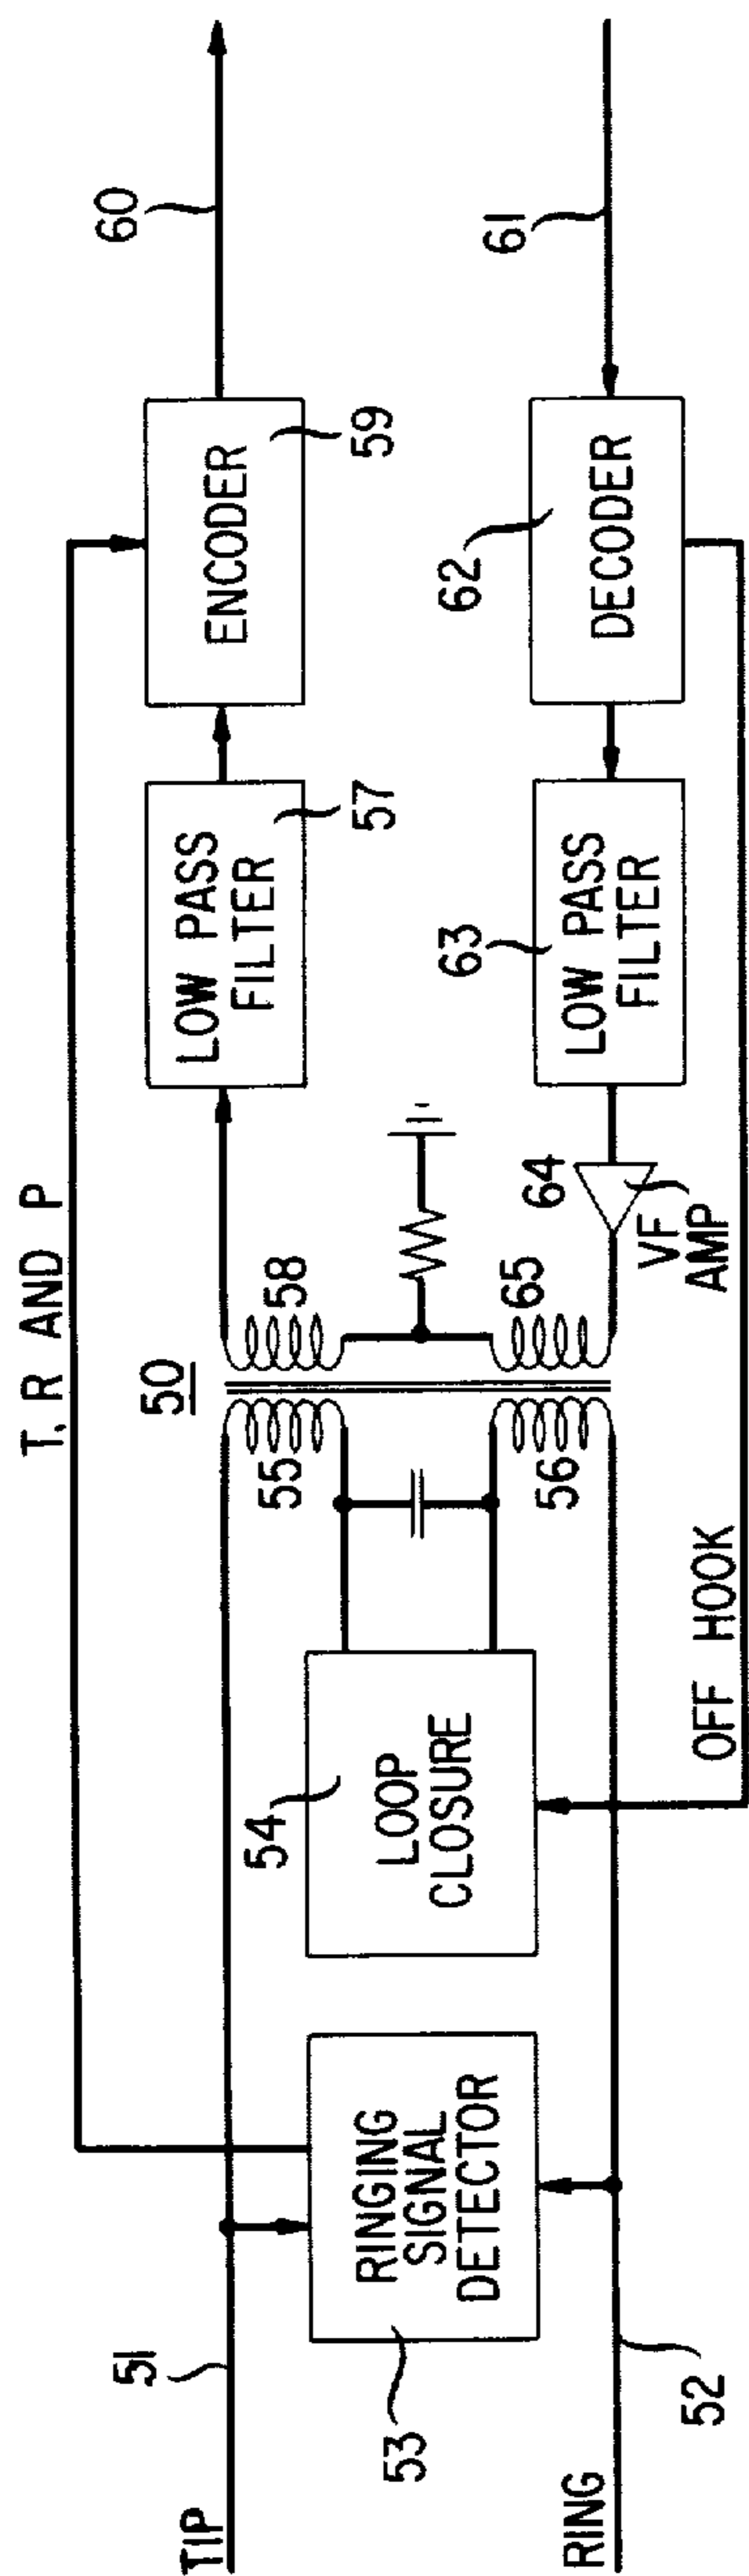 T, R AND P
60
ENCODER
59
LOW PASS
FILTER
57
50
58
55
51
TIP
61
DECODER
62
LOW PASS
FILTER
63
64
VF
AMP
65
56
LOOP
CLOSURE
54
OFF HOOK
RINGING
SIGNAL
DETECTOR
53
52
RING